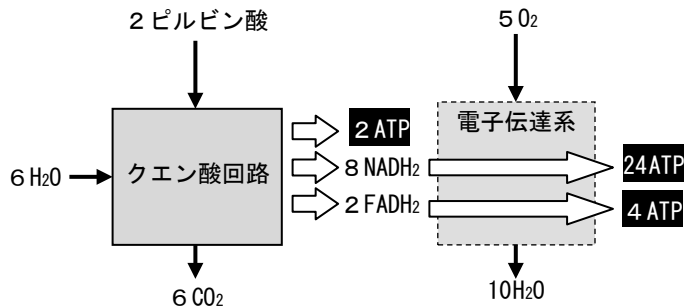 ２ピルビン酸
５O₂
２ATP
電子伝達系
６H₂O
クエン酸回路
８NADH₂
24ATP
２FADH₂
４ATP
６CO₂
10H₂O